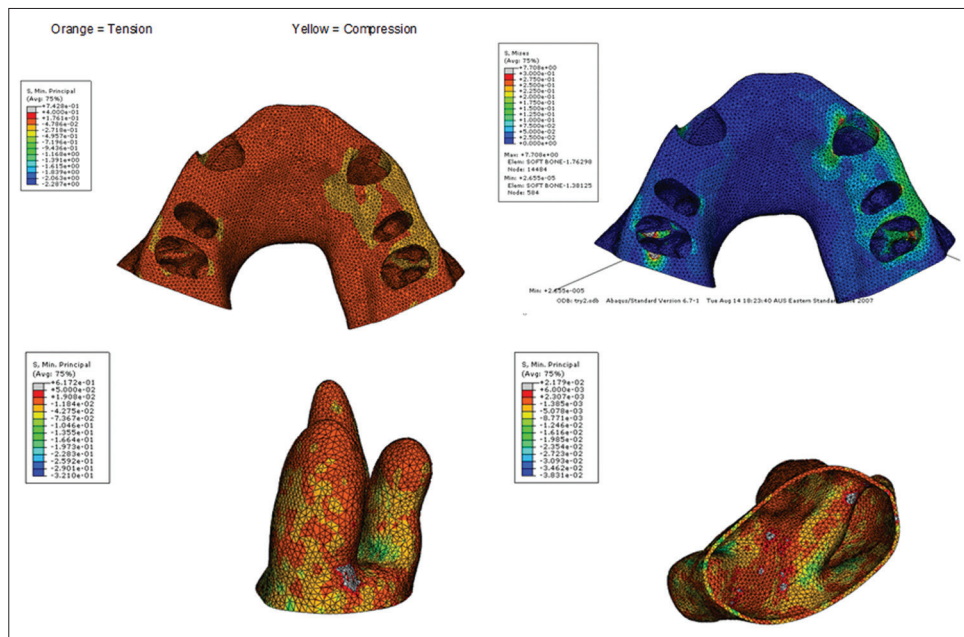 Orange = Tension
Yellow = Compression
S, Min. Principal
(Avg: 75%)
+7.428e-01
+4.000e-01
+1.761e-01
-4.786e-02
-2.718e-01
-4.957e-01
-7.196e-01
-9.436e-01
-1.168e+00
-1.391e+00
-1.615e+00
-1.839e+00
-2.063e+00
-2.287e+00
S, Mises
(Avg: 75%)
+7.708e+00
+3.000e-01
+2.750e-01
+2.500e-01
+2.250e-01
+2.000e-01
+1.750e-01
+1.500e-01
+1.250e-01
+1.000e-01
+7.500e-02
+5.000e-02
+2.500e-02
+0.000e+00
Max: +7.708e+00
Elem: SOFT BONE-1.76298
Node: 14484
Min: +2.655e-05
Elem: SOFT BONE-1.38125
Node: 584
Min: +2.655e-005
ODB: try2.odb Abaqus/Standard Version 6.7-1 Tue Aug 14 18:23:40 AUS Eastern Standard 2007
S, Min. Principal
(Avg: 75%)
+6.172e-01
+5.000e-02
+1.908e-02
-1.184e-02
-4.275e-02
-7.367e-02
-1.046e-01
-1.355e-01
-1.664e-01
-1.973e-01
-2.283e-01
-2.592e-01
-2.901e-01
-3.210e-01
S, Min. Principal
(Avg: 75%)
+2.179e-02
+6.000e-03
+2.307e-03
-1.385e-03
-5.078e-03
-8.771e-03
-1.246e-02
-1.616e-02
-1.985e-02
-2.354e-02
-2.723e-02
-3.093e-02
-3.462e-02
-3.831e-02